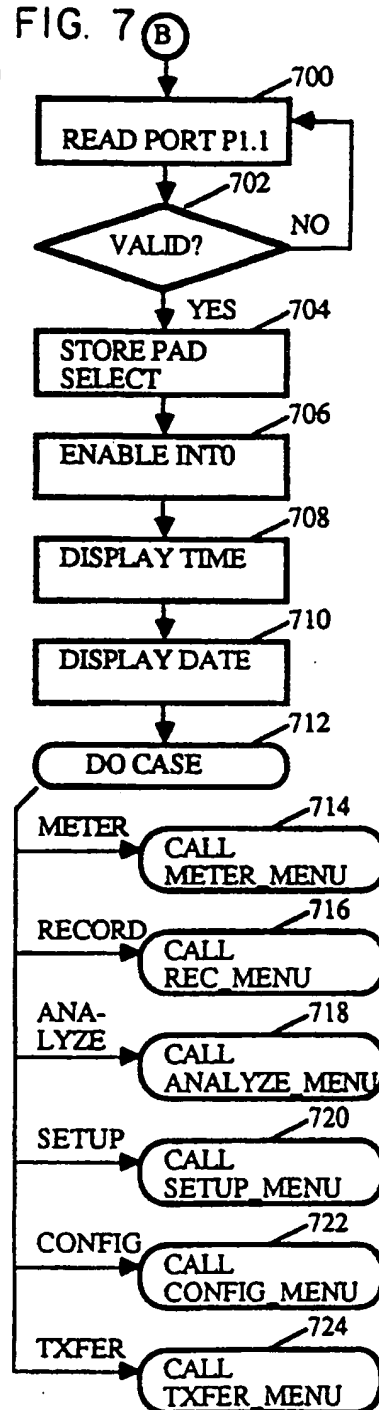 FIG. 7
B
700
READ PORT P1.1
702
VALID?
NO
YES
704
STORE PAD
SELECT
706
ENABLE INT0
708
DISPLAY TIME
710
DISPLAY DATE
712
DO CASE
METER
714
CALL
METER_MENU
RECORD
716
CALL
REC_MENU
ANA-
LYZE
718
CALL
ANALYZE_MENU
SETUP
720
CALL
SETUP_MENU
CONFIG
722
CALL
CONFIG_MENU
TXFER
724
CALL
TXFER_MENU